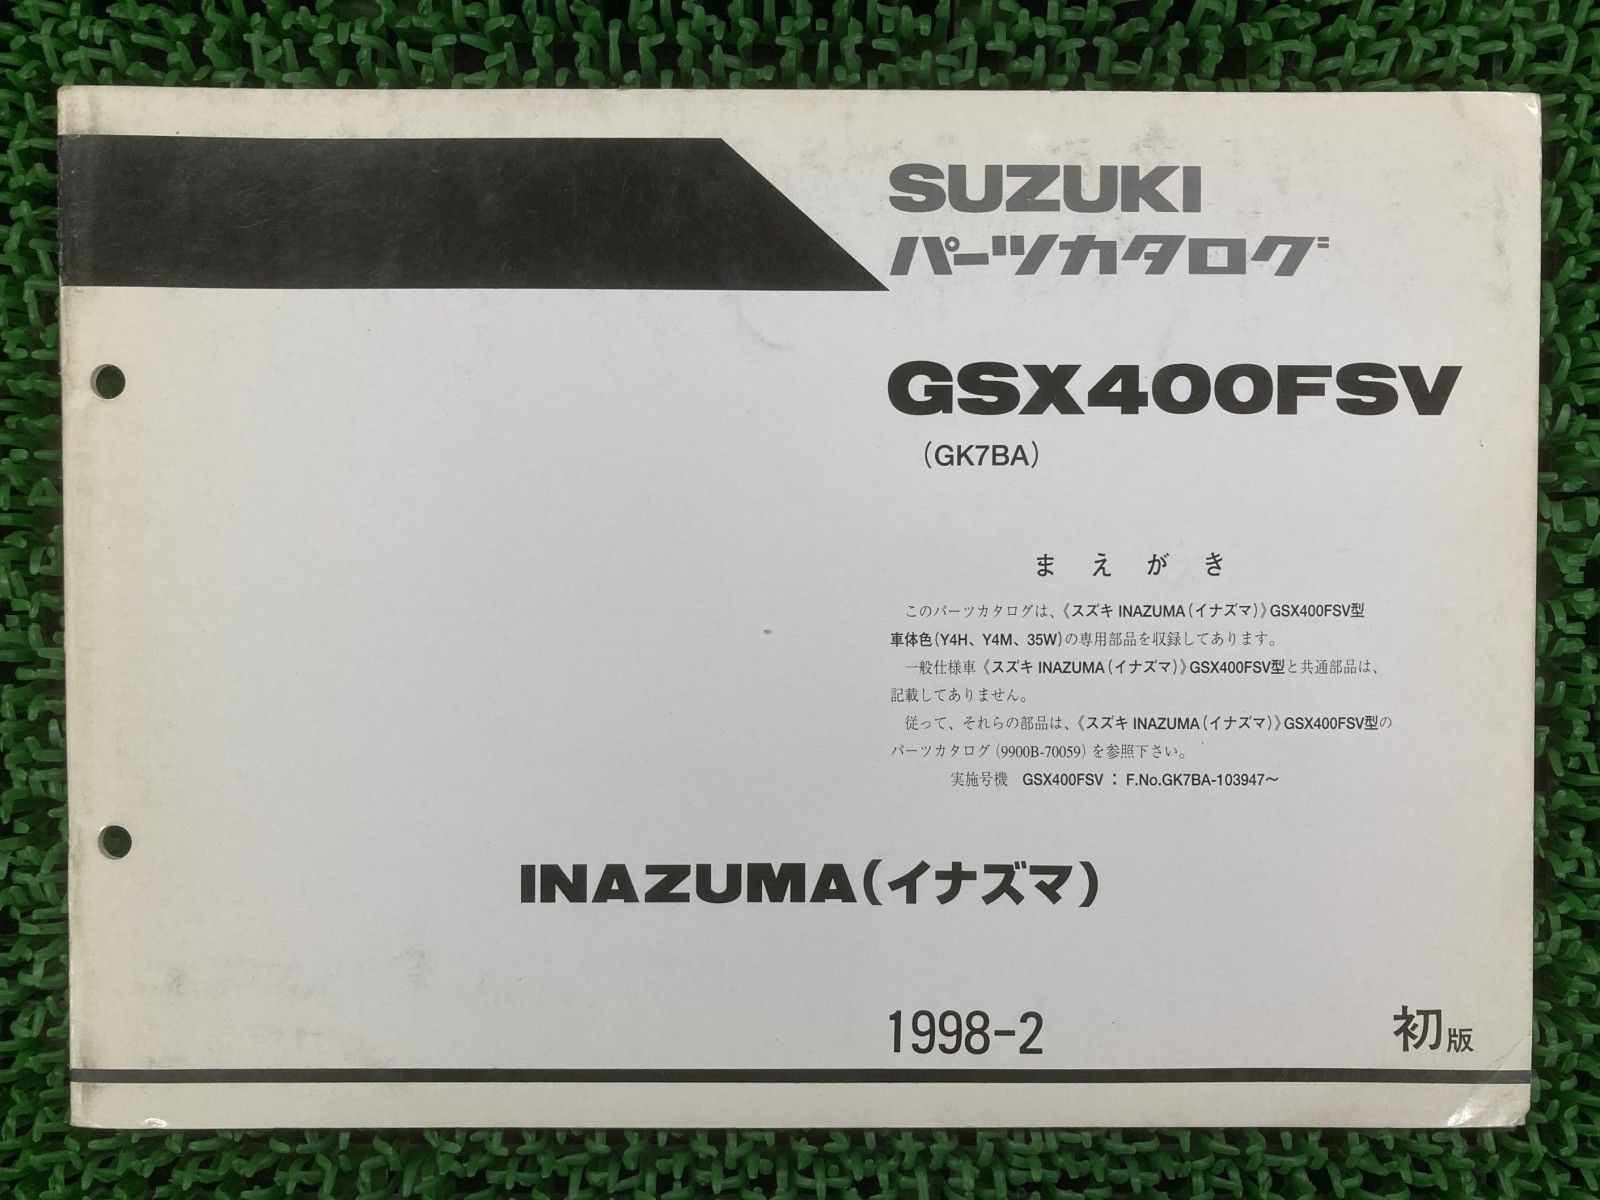 SUZUKI
パーツカタログ
GSX400FSV
(GK7BA)
まえがき
このパーツカタログは、《スズキ INAZUMA(イナズマ)》GSX400FSV型
車体色(Y4H、Y4M、35W)の専用部品を収録してあります。
一般仕様車《スズキ INAZUMA(イナズマ)》GSX400FSV型と共通部品は、
記載してありません。
従って、それらの部品は、《スズキ INAZUMA(イナズマ)》GSX400FSV型の
パーツカタログ(9900B-70059)を参照下さい。
実施号機 GSX400FSV : F.No.GK7BA-103947～
INAZUMA(イナズマ)
1998-2 初版